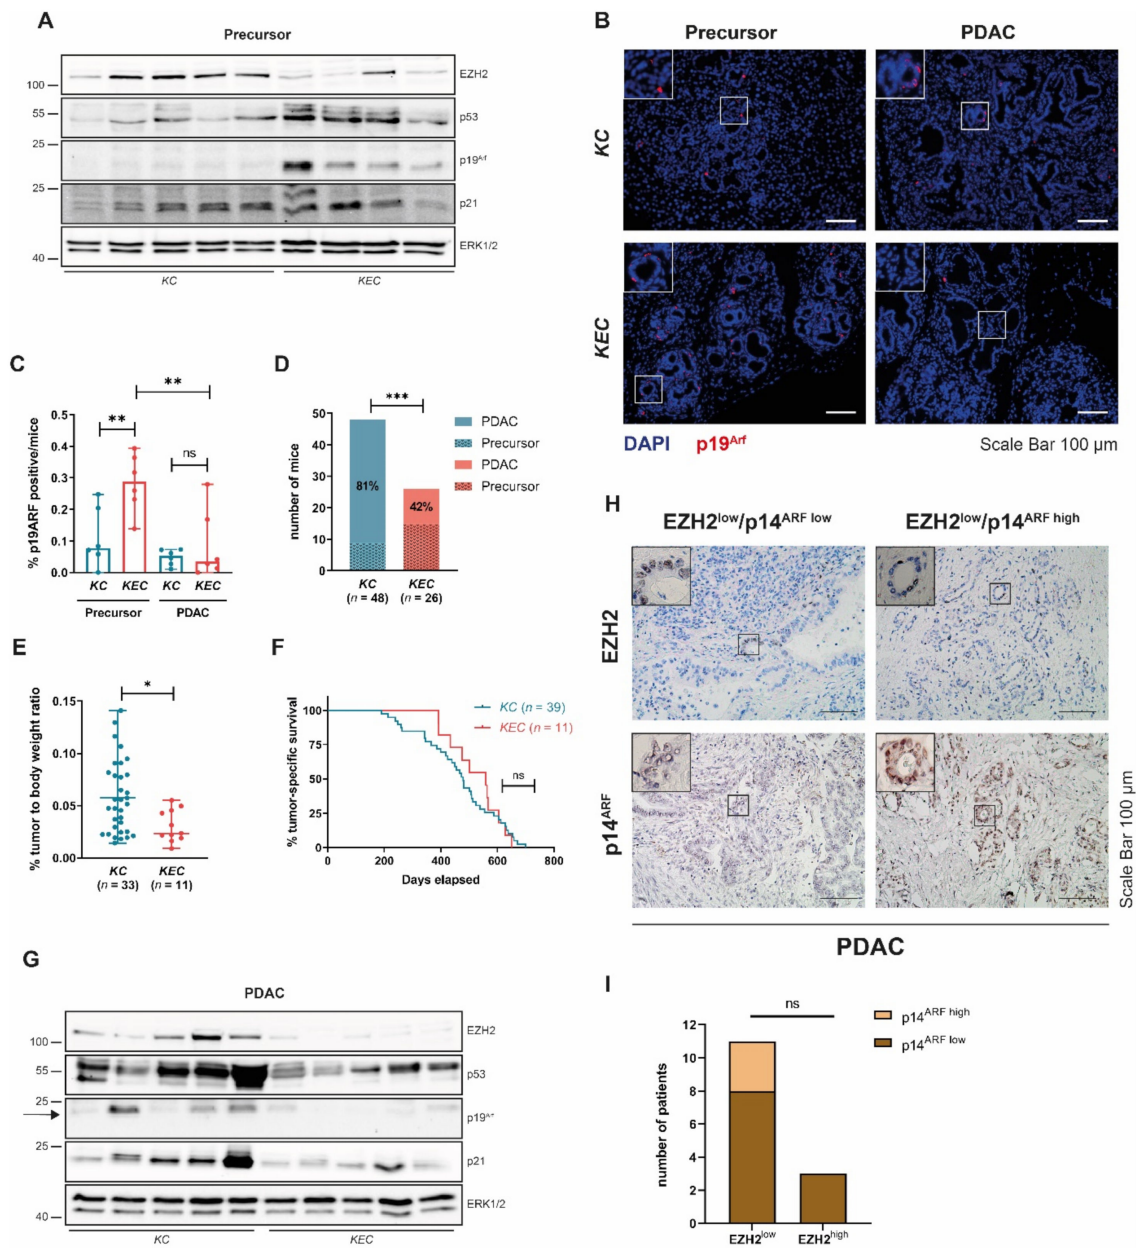 A
Precursor
100
EZH2
55
p53
25
p19Arf
25
p21
40
ERK1/2
KC
KEC
B
Precursor
PDAC
KC
KEC
DAPI p19Arf
Scale Bar 100 µm
C
% p19ARF positive/mice
0.5
0.4
0.3
0.2
0.1
0.0
**
**
ns
KC KEC KC KEC
Precursor PDAC
D
number of mice
50
40
30
20
10
0
***
81%
42%
KC KEC
(n = 48) (n = 26)
PDAC
Precursor
PDAC
Precursor
E
% tumor to body weight ratio
0.15
0.10
0.05
0.00
*
KC KEC
(n = 33) (n = 11)
F
% tumor-specific survival
100
75
50
25
0
0 200 400 600 800
Days elapsed
KC (n = 39)
KEC (n = 11)
ns
G
PDAC
100
EZH2
55
p53
25
25
p21
40
ERK1/2
KC
KEC
H
EZH2low/p14ARF low
EZH2low/p14ARF high
EZH2
p14ARF
Scale Bar 100 µm
PDAC
I
number of patients
12
10
8
6
4
2
0
ns
EZH2low EZH2high
p14ARF high
p14ARF low